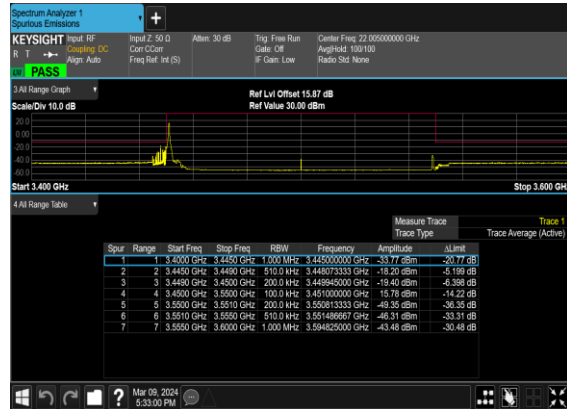 Spectrum Analyzer 1
Spurious Emissions
+
KEYSIGHT Input: RF Input Z: 50 Ω Atten: 30 dB Trig: Free Run Center Freq: 22.005000000 GHz
R T Coupling: DC Corr CCorr Gate: Off Avg|Hold: 100/100
Align: Auto Freq Ref: Int (S) IF Gain: Low Radio Std: None
PASS
3 All Range Graph Ref Lvl Offset 15.87 dB
Scale/Div 10.0 dB Ref Value 30.00 dBm
20.0
0.00
-20.0
-40.0
-60.0
Start 3.400 GHz Stop 3.600 GHz
4 All Range Table
Measure Trace Trace 1
Trace Type Trace Average (Active)
Spur Range Start Freq Stop Freq RBW Frequency Amplitude ΔLimit
1 1 3.4000 GHz 3.4450 GHz 1.000 MHz 3.445000000 GHz -33.77 dBm -20.77 dB
2 2 3.4450 GHz 3.4490 GHz 510.0 kHz 3.448073333 GHz -18.20 dBm -5.199 dB
3 3 3.4490 GHz 3.4500 GHz 200.0 kHz 3.449945000 GHz -19.40 dBm -6.398 dB
4 4 3.4500 GHz 3.5500 GHz 100.0 kHz 3.451000000 GHz 15.78 dBm -14.22 dB
5 5 3.5500 GHz 3.5510 GHz 200.0 kHz 3.550813333 GHz -49.35 dBm -36.35 dB
6 6 3.5510 GHz 3.5550 GHz 510.0 kHz 3.551486667 GHz -46.31 dBm -33.31 dB
7 7 3.5550 GHz 3.6000 GHz 1.000 MHz 3.594825000 GHz -43.48 dBm -30.48 dB
? Mar 09, 2024
5:33:00 PM